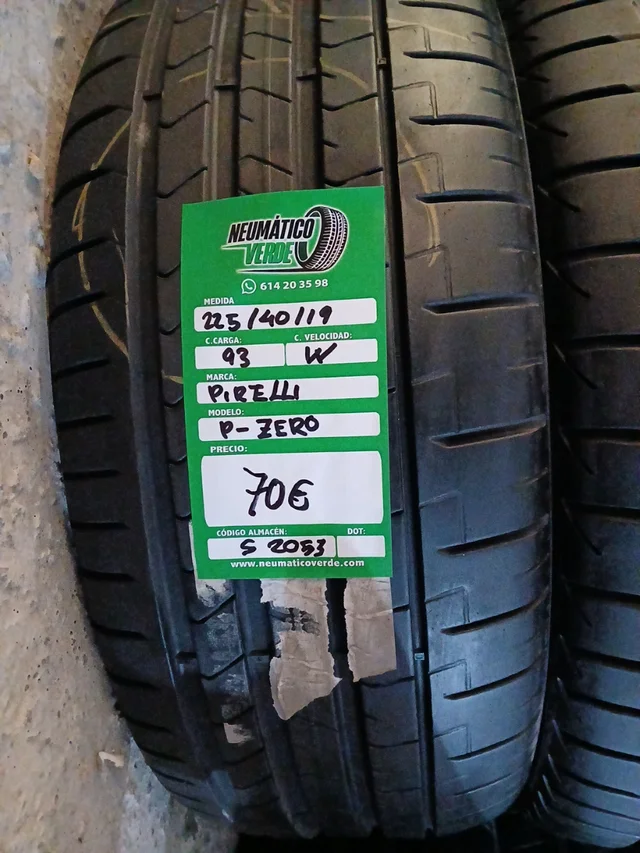 NEUMÁTICO
VERDE
614 20 35 98
MEDIDA
225/40/19
C.CARGA: C. VELOCIDAD:
93 W
MARCA:
PIRELLI
MODELO:
P-ZERO
PRECIO:
70€
CÓDIGO ALMACÉN: DOT:
S 2053
www.neumaticoverde.com